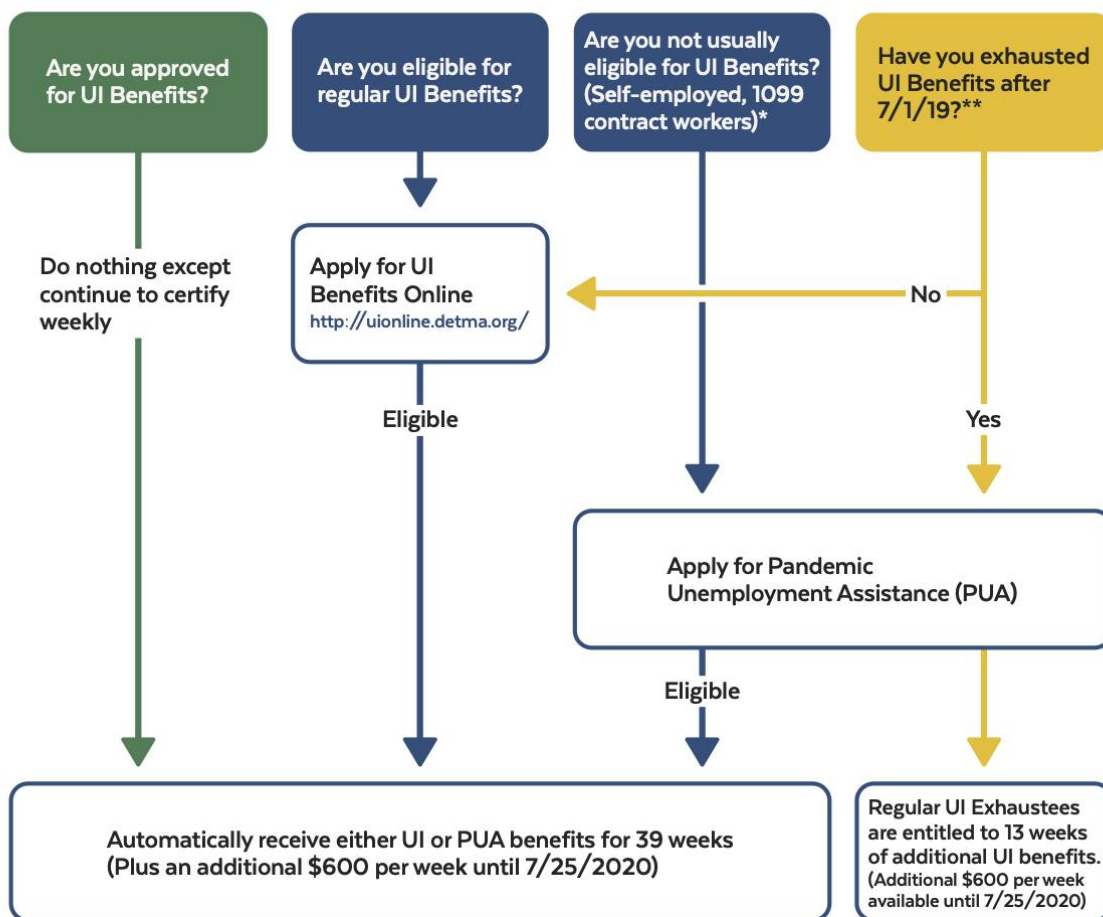 Are you approved
for UI Benefits?
Are you eligible for
regular UI Benefits?
Are you not usually
eligible for UI Benefits?
(Self-employed, 1099
contract workers)*
Have you exhausted
UI Benefits after
7/1/19?**
Do nothing except
continue to certify
weekly
Apply for UI
Benefits Online
http://uionline.detma.org/
No
Eligible
Yes
Apply for Pandemic
Unemployment Assistance (PUA)
Eligible
Automatically receive either UI or PUA benefits for 39 weeks
(Plus an additional $600 per week until 7/25/2020)
Regular UI Exhaustees
are entitled to 13 weeks
of additional UI benefits.
(Additional $600 per week
available until 7/25/2020)